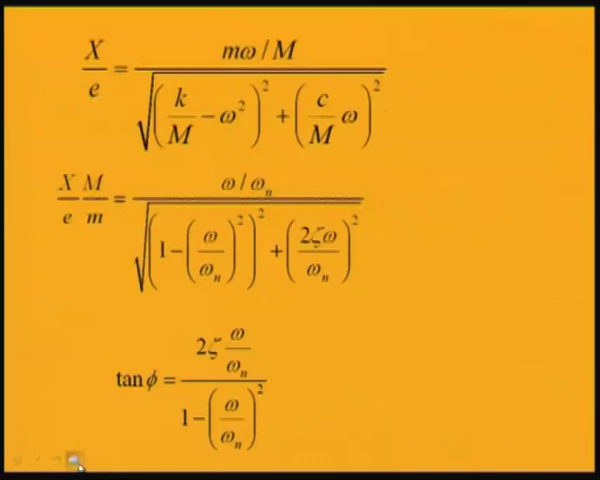 X/e = (mω/M) / √((k/M − ω²)² + (c/M ω)²)
X/e M/m = (ω/ωₙ) / √((1 − (ω/ωₙ)²)² + (2ζω/ωₙ)²)
tan ϕ = (2ζ ω/ωₙ) / (1 − (ω/ωₙ)²)